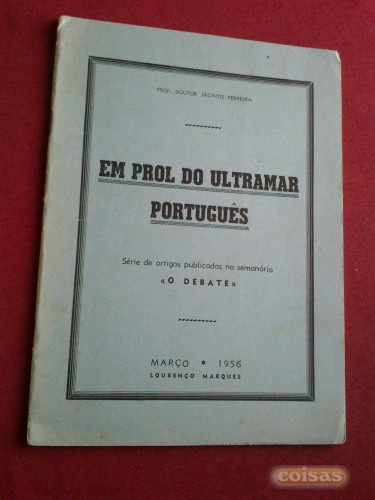 PROF. DOUTOR JACINTO FERREIRA
EM PROL DO ULTRAMAR
PORTUGUÊS
Série de artigos publicados no semanário
«O DEBATE»
MARÇO * 1956
LOURENÇO MARQUES
coisas